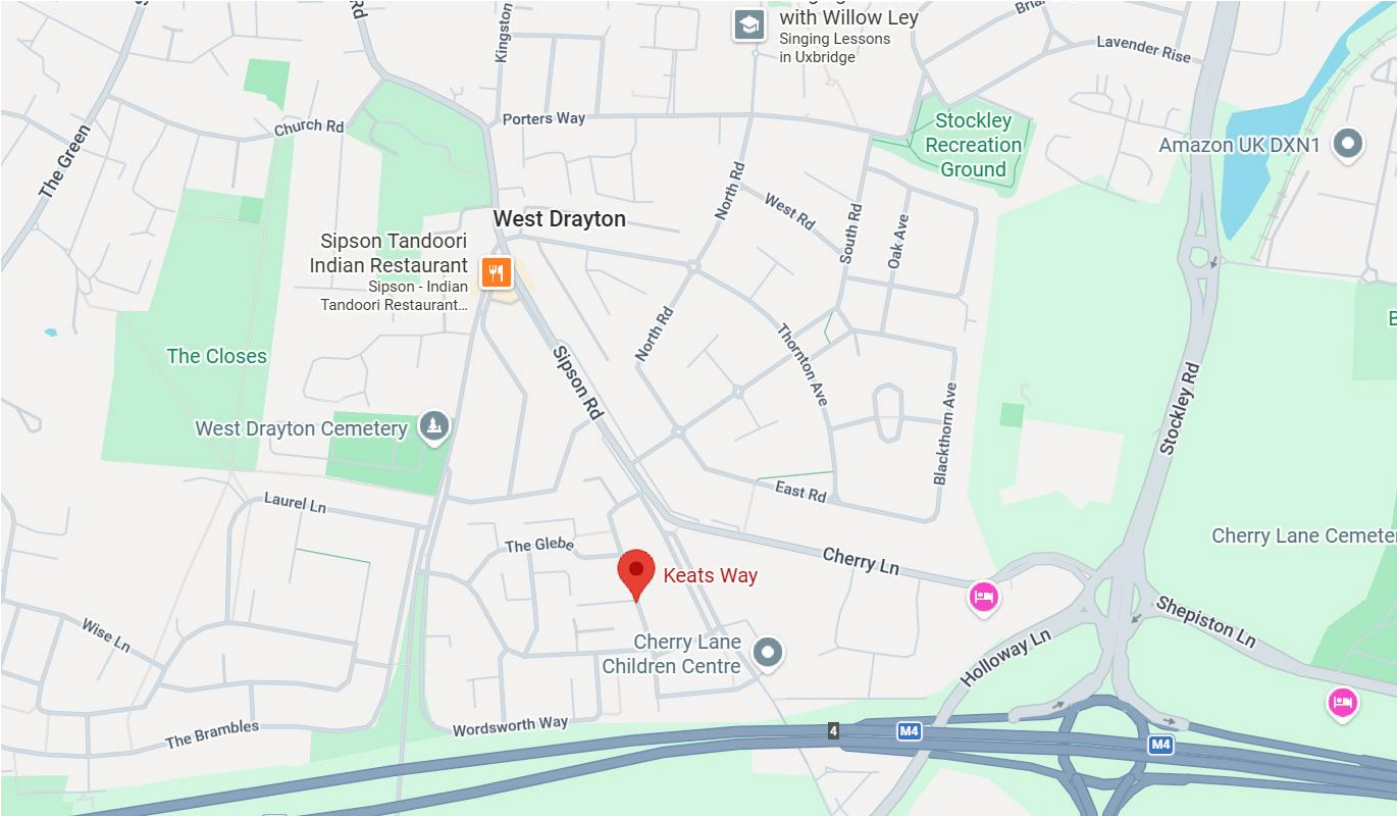 with Willow Ley
Singing Lessons
in Uxbridge
Rd
Kingston
Lavender Rise
The Green
Church Rd
Porters Way
Stockley
Recreation
Ground
Amazon UK DXN1
North Rd
West Rd
South Rd
Oak Ave
West Drayton
Sipson Tandoori
Indian Restaurant
Sipson - Indian
Tandoori Restaurant...
North Rd
Thornton Ave
The Closes
Sipson Rd
Stockley Rd
Blackthorn Ave
West Drayton Cemetery
Laurel Ln
East Rd
The Glebe
Cherry Ln
Cherry Lane Cemeter
Keats Way
Shepiston Ln
Wise Ln
Cherry Lane
Children Centre
Holloway Ln
The Brambles
Wordsworth Way
4
M4
M4